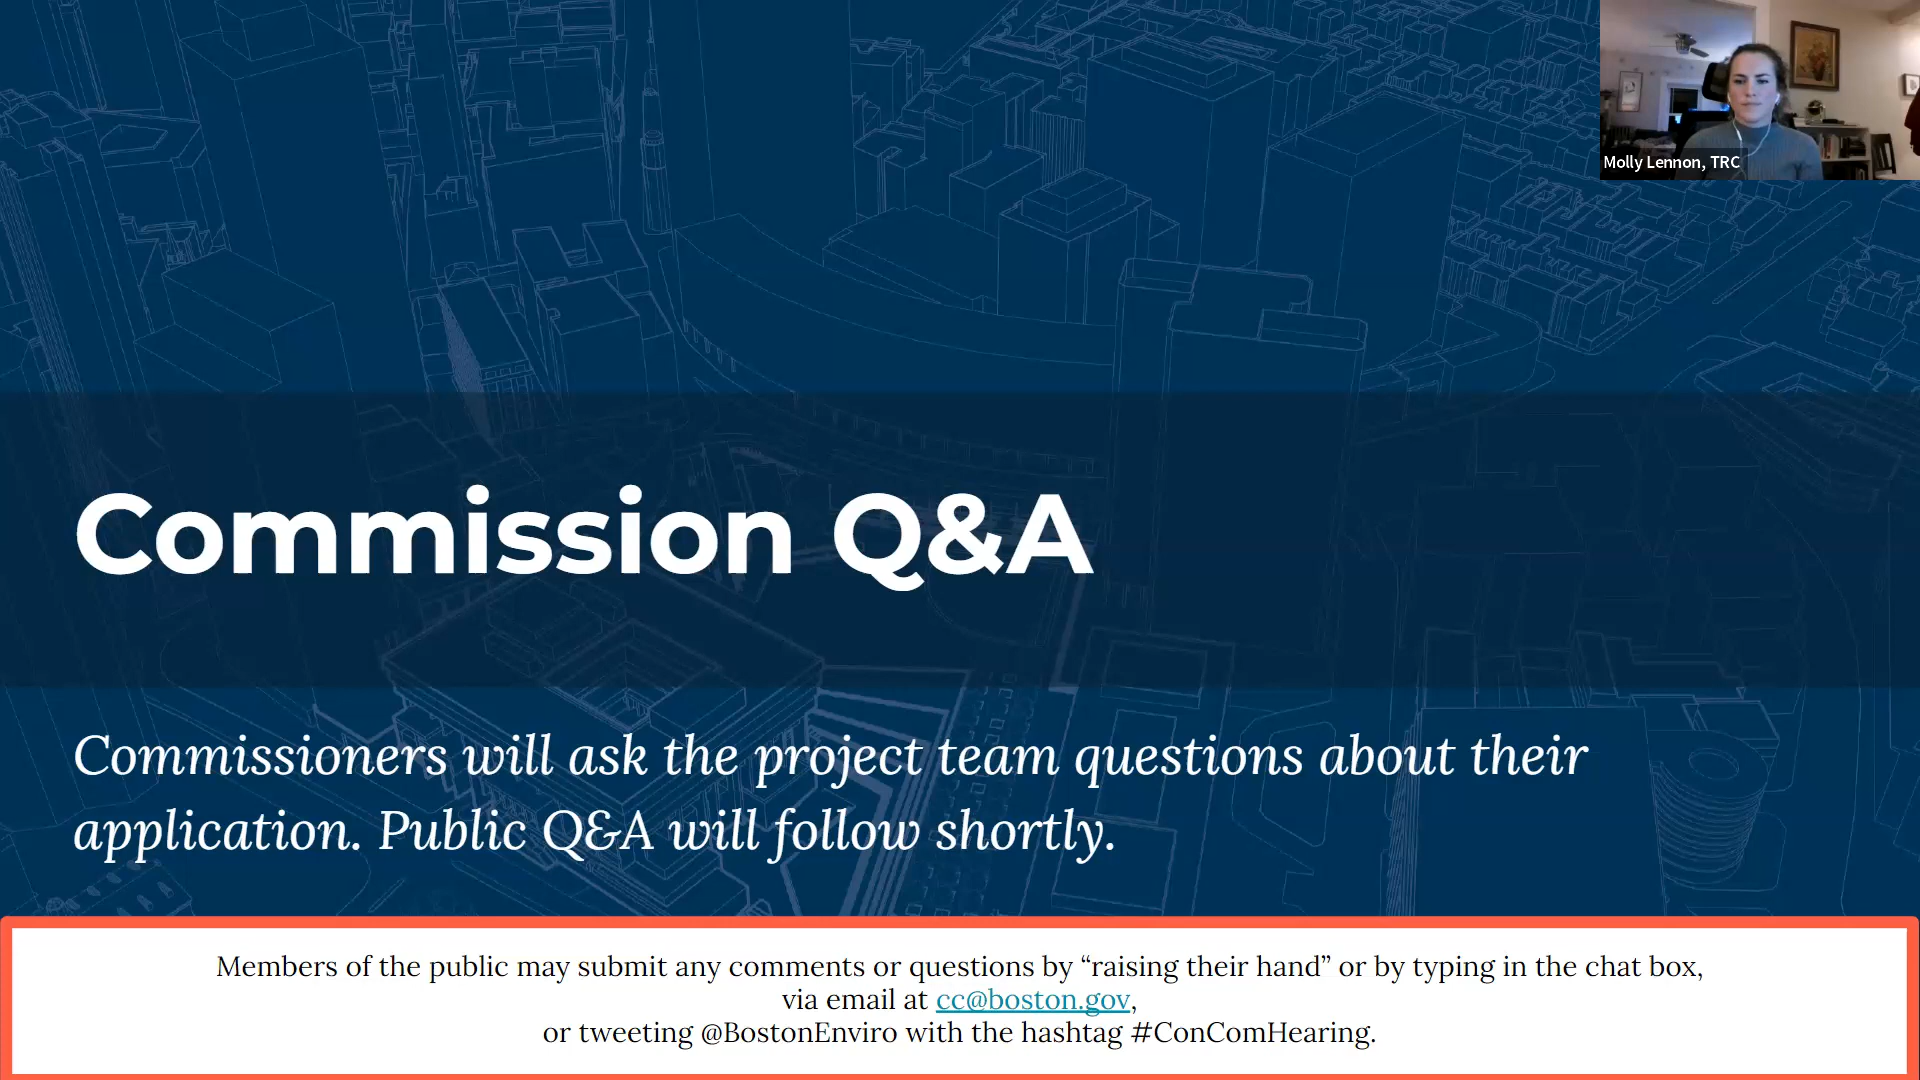 Molly Lennon, TRC
Commission Q&A
Commissioners will ask the project team questions about their
application. Public Q&A will follow shortly.
Members of the public may submit any comments or questions by “raising their hand” or by typing in the chat box,
via email at cc@boston.gov,
or tweeting @BostonEnviro with the hashtag #ConComHearing.